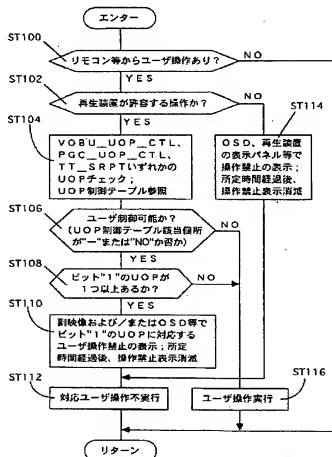 エンター
ST100
リモコン等からユーザ操作あり？
NO
YES
ST102
再生装置が許容する操作か？
NO
YES
ST104
VOBU_UOP_CTL、
PGC_UOP_CTL、
TT_SRPTいずれかの
UOPチェック；
UOP制御テーブル参照
ST114
OSD、再生装置
の表示パネル等で
操作禁止の表示；
所定時間経過後、
操作禁止表示消滅
ST106
ユーザ制御可能か？
（UOP制御テーブル該当個所
が"ー"または"NO"か否か）
NO
YES
ST108
ビット"1"のUOPが
1つ以上あるか？
NO
YES
ST110
副映像および／またはOSD等で
ビット"1"のUOPに対応する
ユーザ操作禁止の表示；所定
時間経過後、操作禁止表示消滅
ST112
対応ユーザ操作不実行
ST116
ユーザ操作実行
リターン